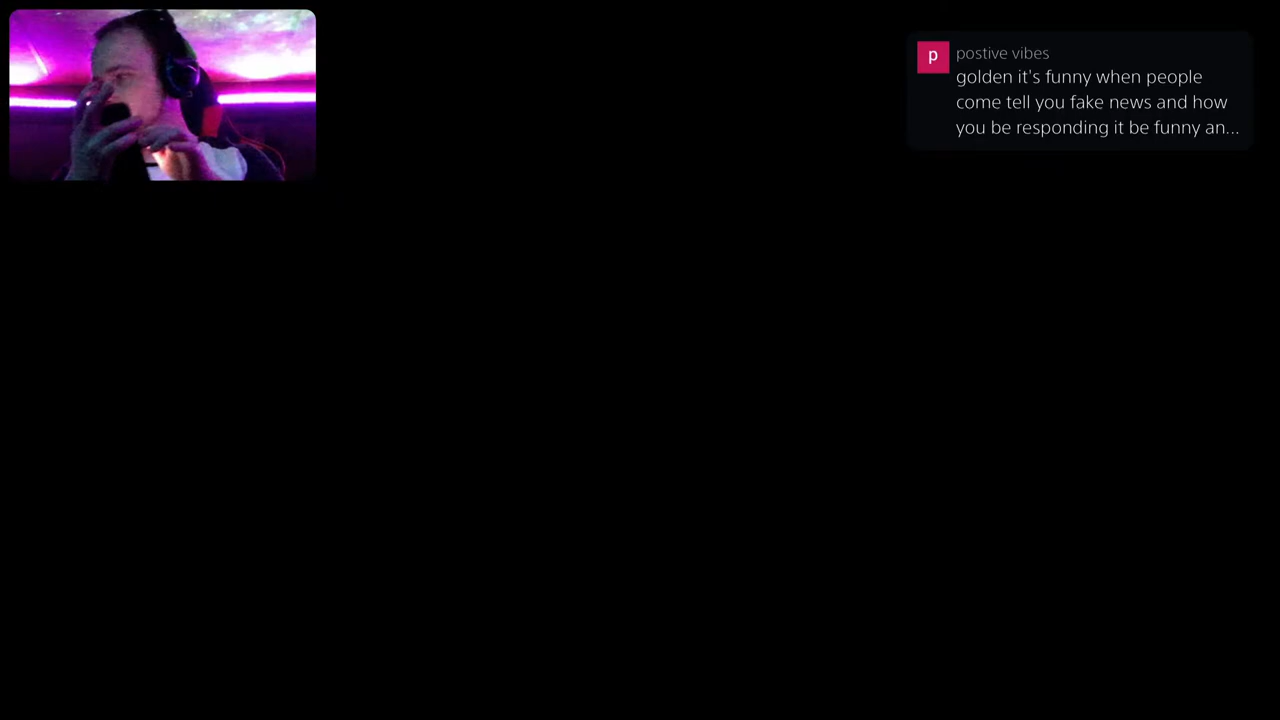 p
postive vibes
golden it's funny when people
come tell you fake news and how
you be responding it be funny an...